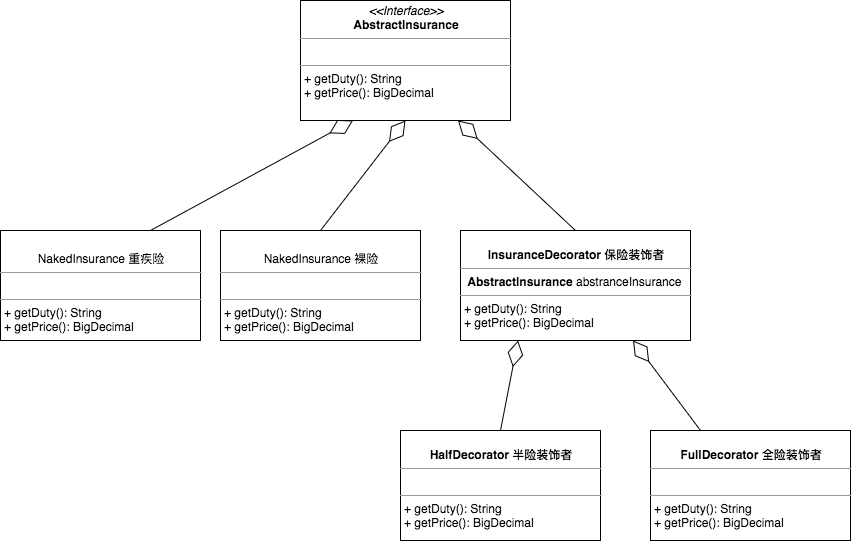 <<Interface>>
AbstractInsurance
+ getDuty(): String
+ getPrice(): BigDecimal
NakedInsurance 重疾险
+ getDuty(): String
+ getPrice(): BigDecimal
NakedInsurance 裸险
+ getDuty(): String
+ getPrice(): BigDecimal
InsuranceDecorator 保险装饰者
AbstractInsurance abstranceInsurance
+ getDuty(): String
+ getPrice(): BigDecimal
HalfDecorator 半险装饰者
+ getDuty(): String
+ getPrice(): BigDecimal
FullDecorator 全险装饰者
+ getDuty(): String
+ getPrice(): BigDecimal